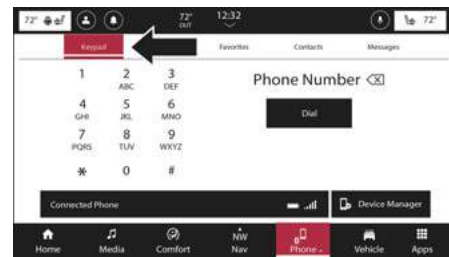 72° 72° OUT 12:32 72°
Keypad Favorites Contacts Messages
1 2 ABC 3 DEF
Phone Number
4 GHI 5 JKL 6 MNO
Dial
7 PQRS 8 TUV 9 WXYZ
* 0 #
Connected Phone Device Manager
Home Media Comfort NW Nav Phone Vehicle Apps